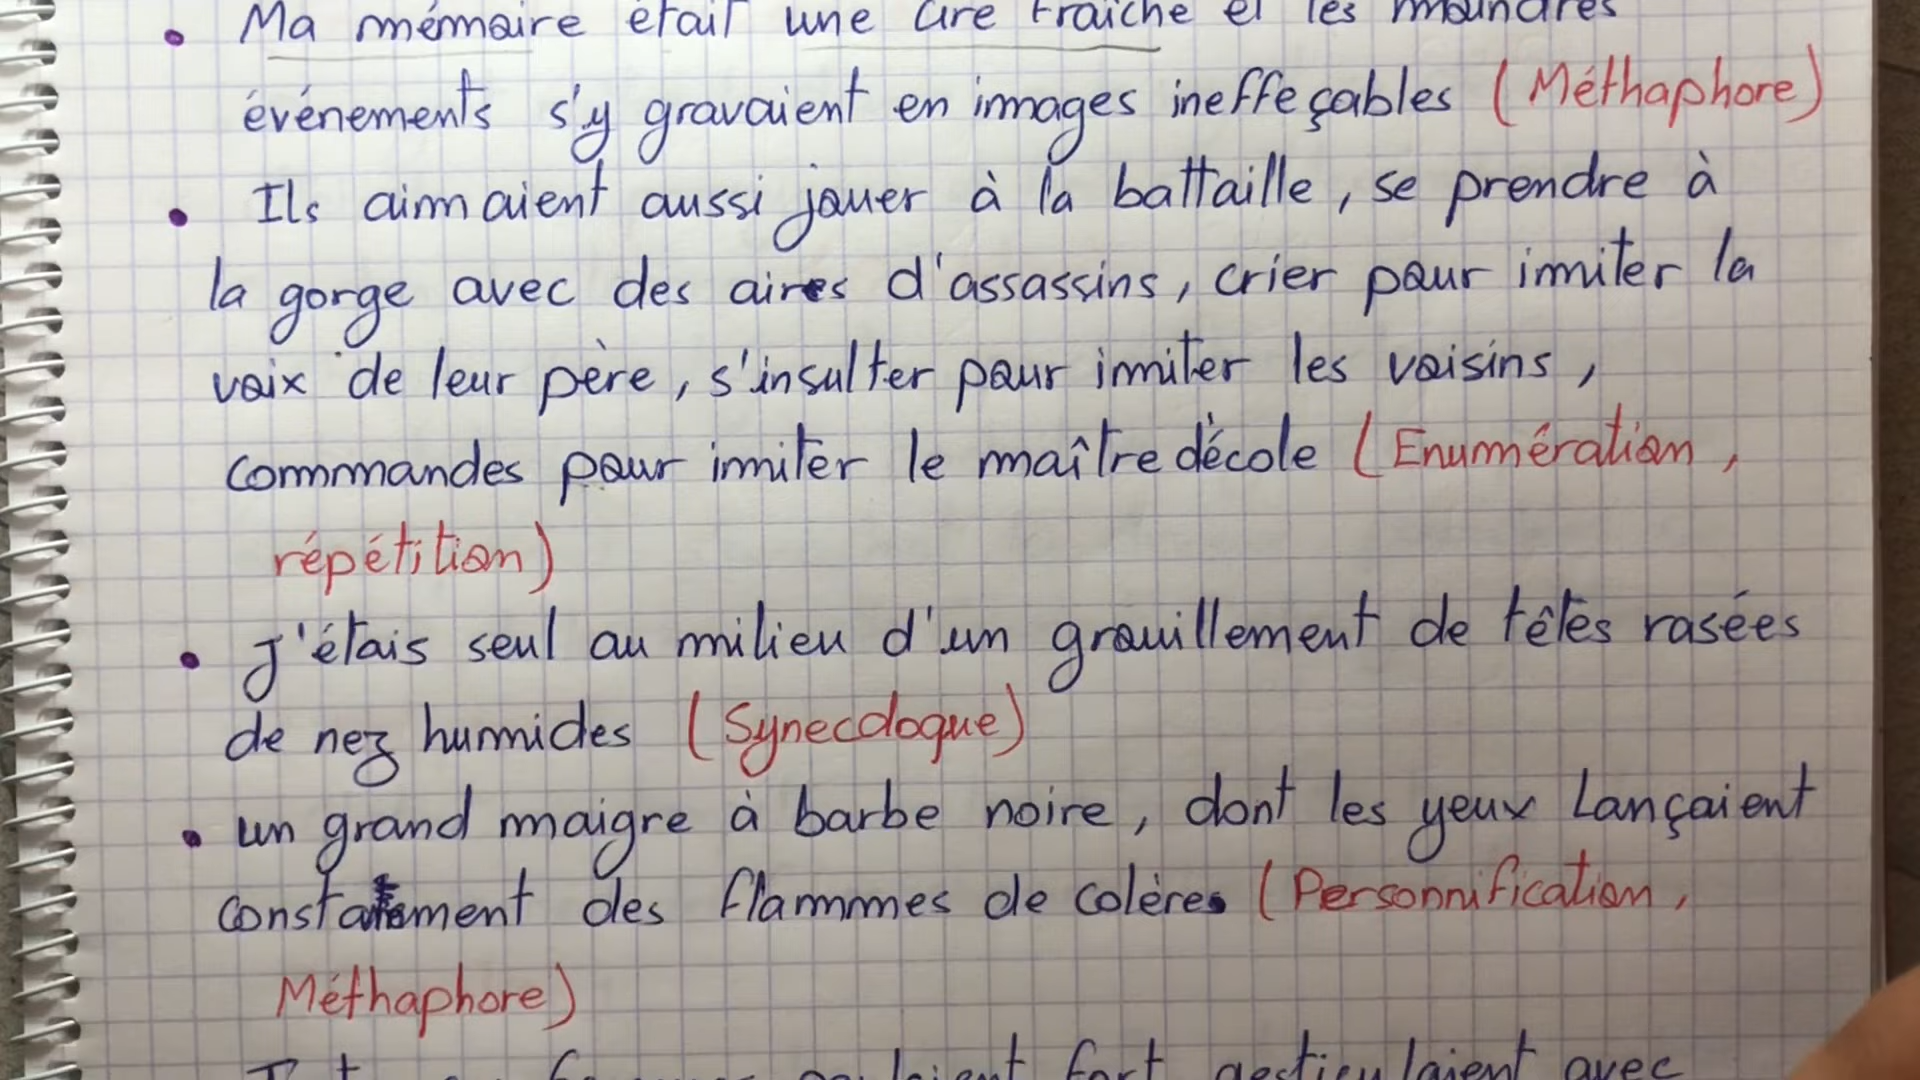 • Ma mémoire était une cire fraîche et les moindres
événements s'y gravaient en images ineffeçables (Méthaphore)
• Ils aimaient aussi jouer à la battaille, se prendre à
la gorge avec des aires d'assassins, crier pour imiter la
voix de leur père, s'insulter pour imiter les voisins,
commandes pour imiter le maître décole (Enumération,
répétition)
• J'étais seul au milieu d'un grouillement de têtes rasées
de nez humides (Synecdoque)
• un grand maigre à barbe noire, dont les yeux Lançaient
constatement des flammes de colères (Personnification,
Méthaphore)
fort gesticulaient avec